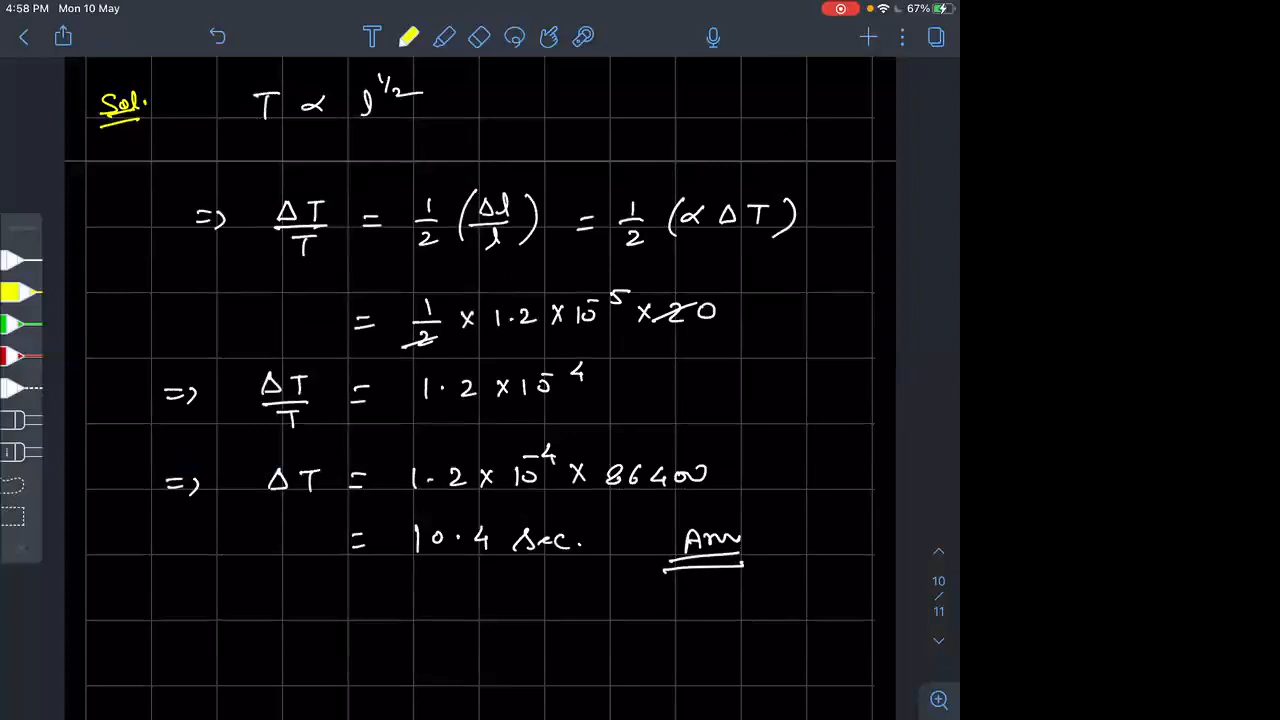 4:58 PM Mon 10 May 67%
Sol. T ∝ l^1/2
=> ΔT/T = 1/2 (Δl/l) = 1/2 (∝ Δ T)
= 1/2 × 1.2 × 10^-5 × 20
=> ΔT/T = 1.2 × 10^-4
=> ΔT = 1.2 × 10^-4 × 86400
= 10.4 sec. Ans
10
/
11